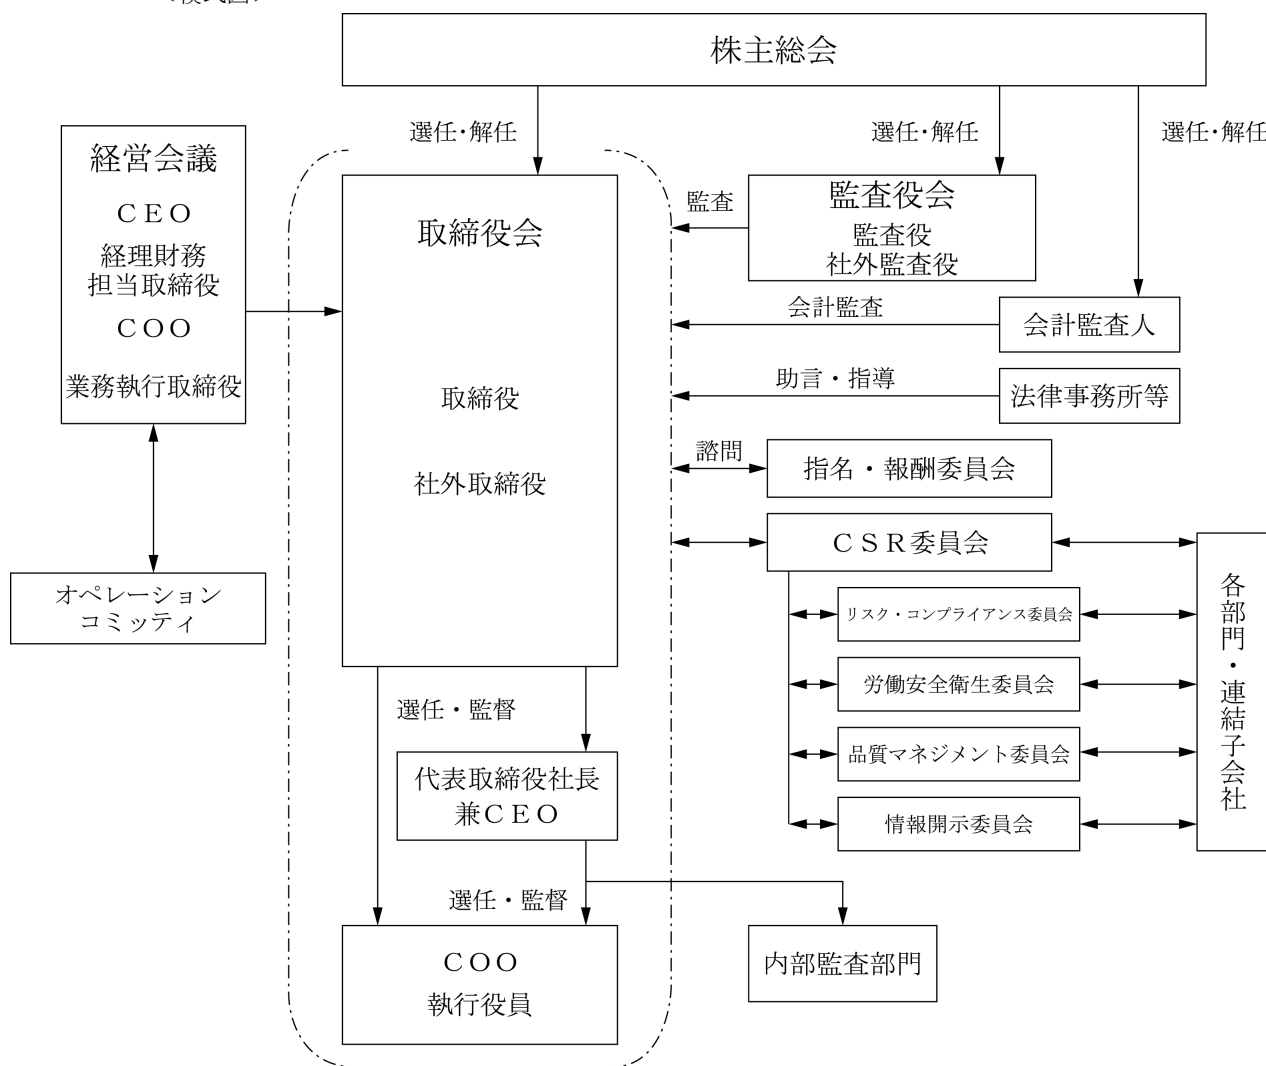 〈模式図〉
株主総会
選任・解任
選任・解任
選任・解任
経営会議
ＣＥＯ
経理財務
担当取締役
ＣＯＯ
業務執行取締役
取締役会
取締役
社外取締役
監査
監査役会
監査役
社外監査役
会計監査
会計監査人
助言・指導
法律事務所等
諮問
指名・報酬委員会
ＣＳＲ委員会
リスク・コンプライアンス委員会
労働安全衛生委員会
品質マネジメント委員会
情報開示委員会
各部門・連結子会社
オペレーション
コミッティ
選任・監督
代表取締役社長
兼ＣＥＯ
選任・監督
ＣＯＯ
執行役員
内部監査部門